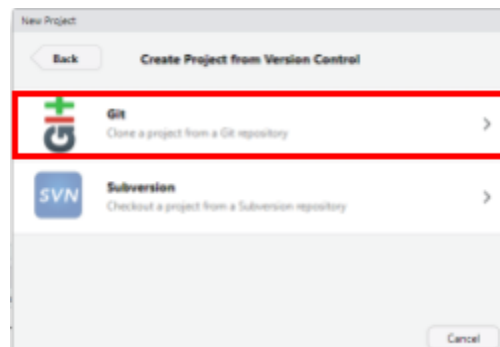 New Project
Back
Create Project from Version Control
git
Git
Clone a project from a Git repository
SVN
Subversion
Checkout a project from a Subversion repository
Cancel